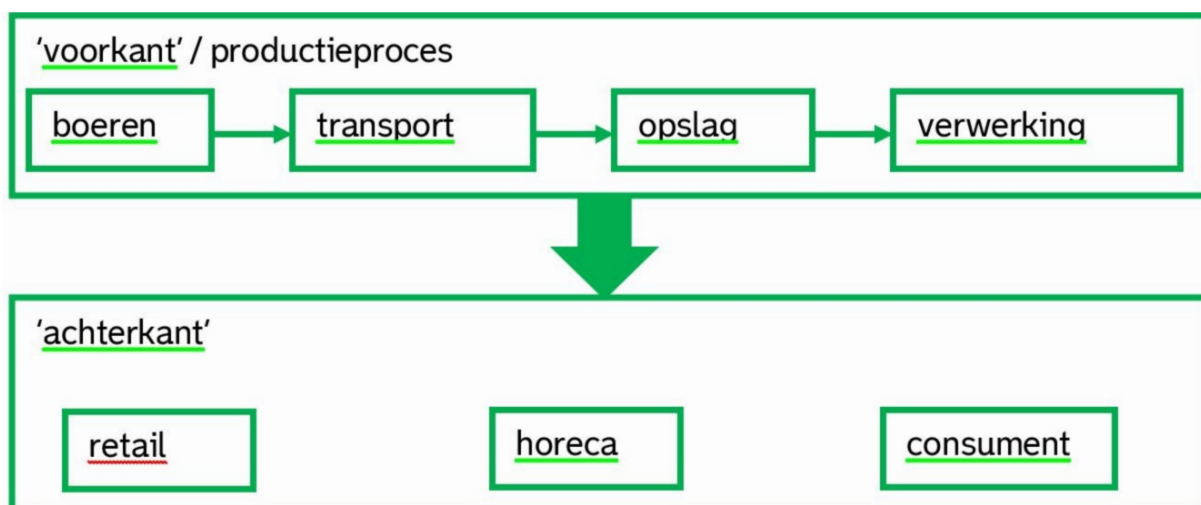 ‘voorkant’ / productieproces
boeren
transport
opslag
verwerking
‘achterkant’
retail
horeca
consument